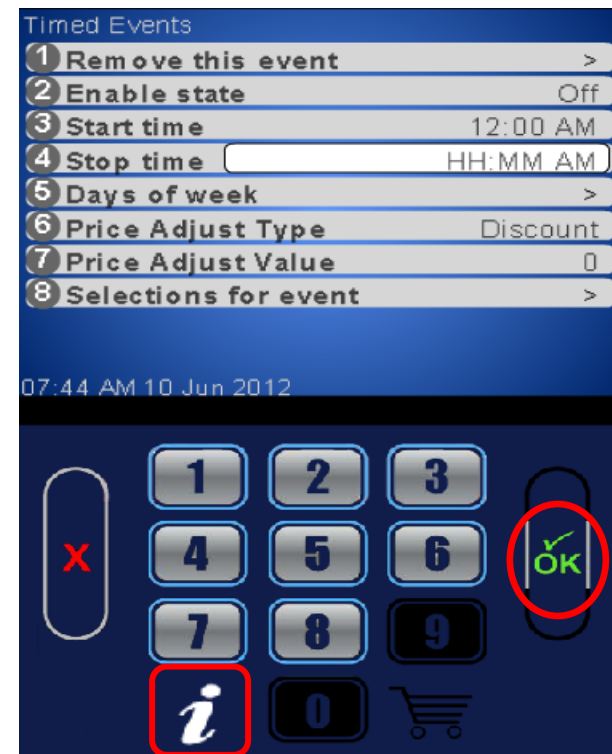 Timed Events
1 Remove this event >
2 Enable state Off
3 Start time 12:00 AM
4 Stop time HH:MM AM
5 Days of week >
6 Price Adjust Type Discount
7 Price Adjust Value 0
8 Selections for event >
07:44 AM 10 Jun 2012
1 2 3
X 4 5 6 OK
7 8 9
i 0